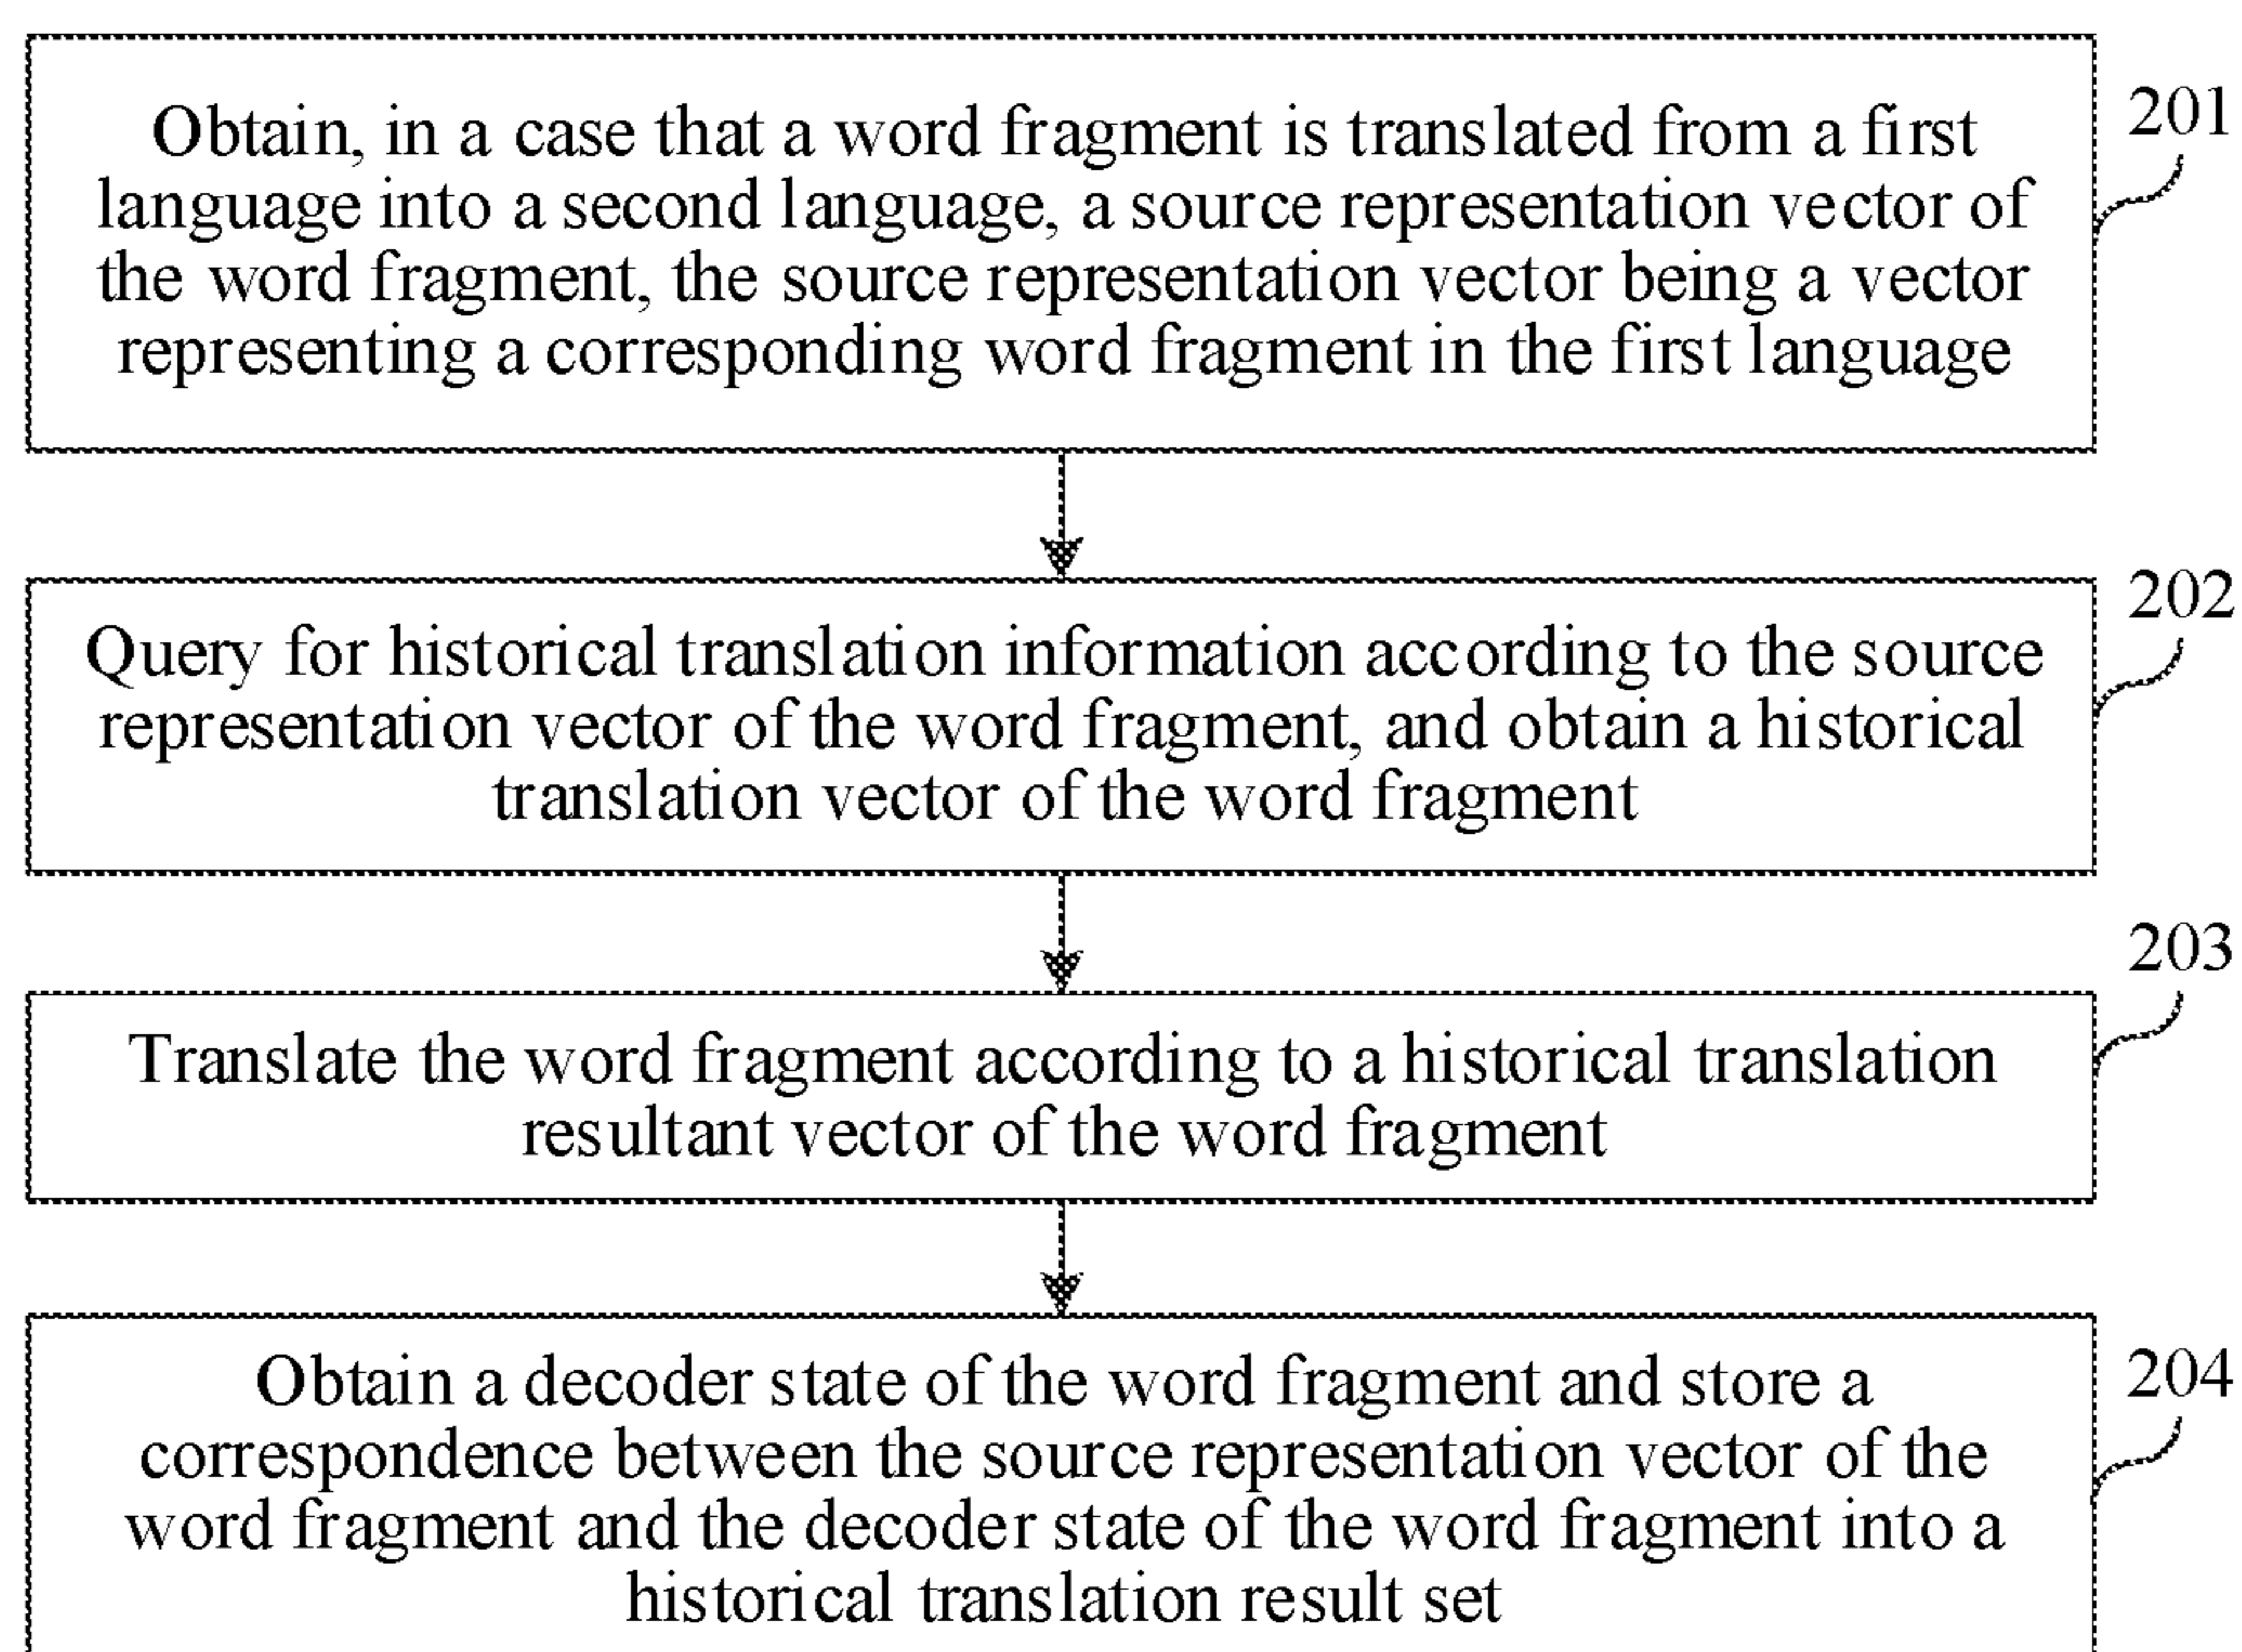 Obtain, in a case that a word fragment is translated from a first
language into a second language, a source representation vector of
the word fragment, the source representation vector being a vector
representing a corresponding word fragment in the first language
201
Query for historical translation information according to the source
representation vector of the word fragment, and obtain a historical
translation vector of the word fragment
202
Translate the word fragment according to a historical translation
resultant vector of the word fragment
203
Obtain a decoder state of the word fragment and store a
correspondence between the source representation vector of the
word fragment and the decoder state of the word fragment into a
historical translation result set
204